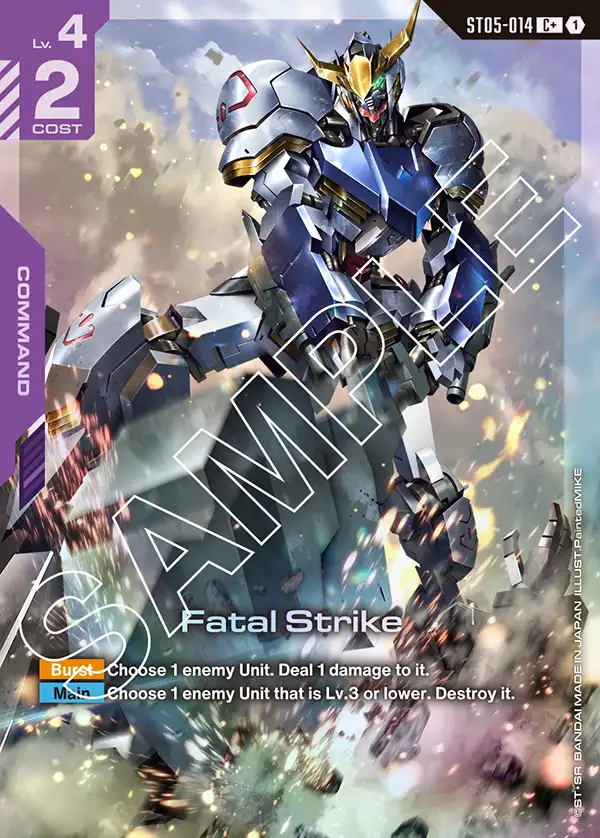 Lv. 4
2
COST
ST05-014 C+ 1
COMMAND
SAMPLE
Fatal Strike
Burst Choose 1 enemy Unit. Deal 1 damage to it.
Main Choose 1 enemy Unit that is Lv.3 or lower. Destroy it.
©ST・SR BANDAI MADE IN JAPAN ILLUST.PaintedMIKE